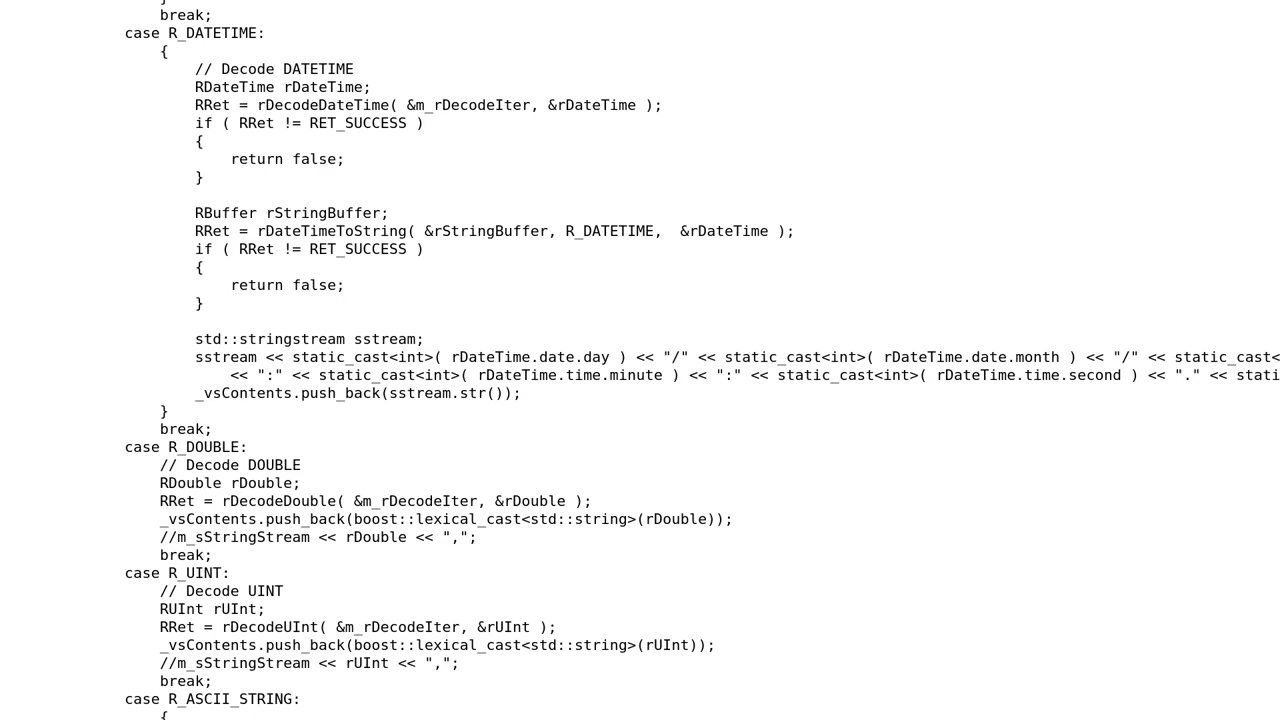 }
break;
case R_DATETIME:
{
// Decode DATETIME
RDateTime rDateTime;
RRet = rDecodeDateTime( &m_rDecodeIter, &rDateTime );
if ( RRet != RET_SUCCESS )
{
return false;
}
RBuffer rStringBuffer;
RRet = rDateTimeToString( &rStringBuffer, R_DATETIME,  &rDateTime );
if ( RRet != RET_SUCCESS )
{
return false;
}
std::stringstream sstream;
sstream << static_cast<int>( rDateTime.date.day ) << "/" << static_cast<int>( rDateTime.date.month ) << "/" << static_cast<
<< ":" << static_cast<int>( rDateTime.time.minute ) << ":" << static_cast<int>( rDateTime.time.second ) << "." << stati
_vsContents.push_back(sstream.str());
}
break;
case R_DOUBLE:
// Decode DOUBLE
RDouble rDouble;
RRet = rDecodeDouble( &m_rDecodeIter, &rDouble );
_vsContents.push_back(boost::lexical_cast<std::string>(rDouble));
//m_sStringStream << rDouble << ",";
break;
case R_UINT:
// Decode UINT
RUInt rUInt;
RRet = rDecodeUInt( &m_rDecodeIter, &rUInt );
_vsContents.push_back(boost::lexical_cast<std::string>(rUInt));
//m_sStringStream << rUInt << ",";
break;
case R_ASCII_STRING:
{